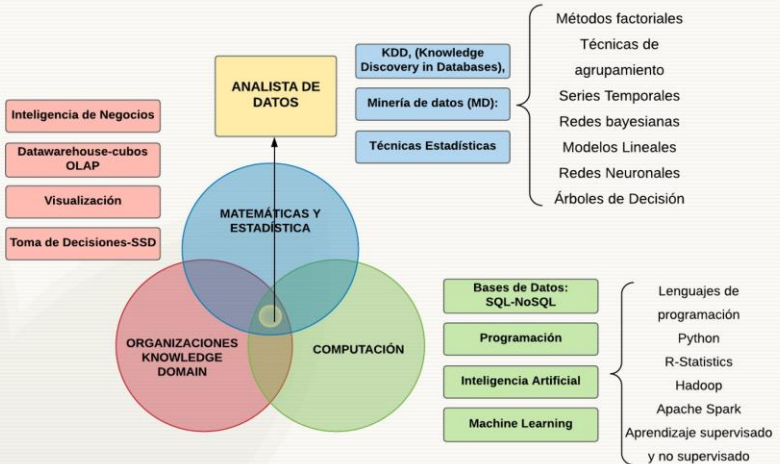 ANALISTA DE
DATOS
Inteligencia de Negocios
Datawarehouse-cubos
OLAP
Visualización
Toma de Decisiones-SSD
KDD, (Knowledge
Discovery in Databases),
Minería de datos (MD):
Técnicas Estadísticas
Métodos factoriales
Técnicas de
agrupamiento
Series Temporales
Redes bayesianas
Modelos Lineales
Redes Neuronales
Árboles de Decisión
MATEMÁTICAS Y
ESTADÍSTICA
ORGANIZACIONES
KNOWLEDGE
DOMAIN
COMPUTACIÓN
Bases de Datos:
SQL-NoSQL
Programación
Inteligencia Artificial
Machine Learning
Lenguajes de
programación
Python
R-Statistics
Hadoop
Apache Spark
Aprendizaje supervisado
y no supervisado